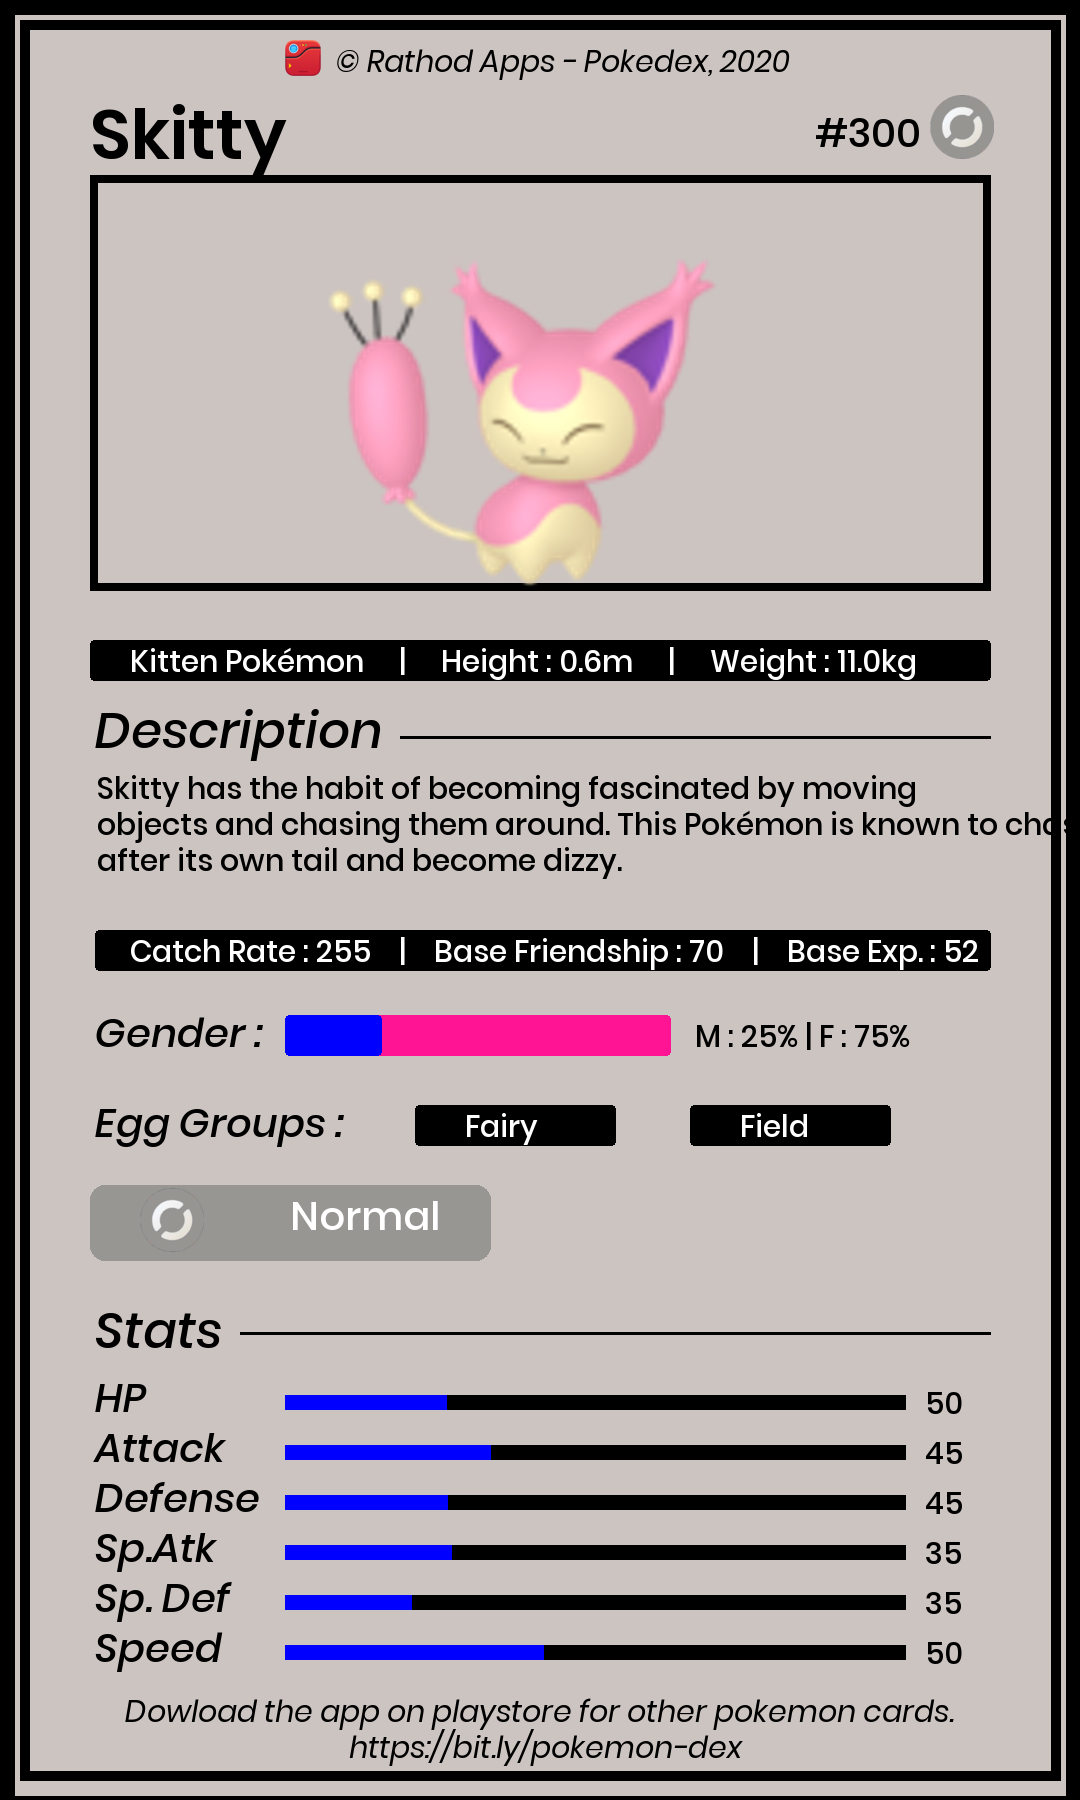 © Rathod Apps - Pokedex, 2020
Skitty
#300
Kitten Pokémon | Height : 0.6m | Weight : 11.0kg
Description
Skitty has the habit of becoming fascinated by moving
objects and chasing them around. This Pokémon is known to chas
after its own tail and become dizzy.
Catch Rate : 255 | Base Friendship : 70 | Base Exp. : 52
Gender : M : 25% | F : 75%
Egg Groups : Fairy Field
Normal
Stats
HP 50
Attack 45
Defense 45
Sp.Atk 35
Sp. Def 35
Speed 50
Dowload the app on playstore for other pokemon cards.
https://bit.ly/pokemon-dex